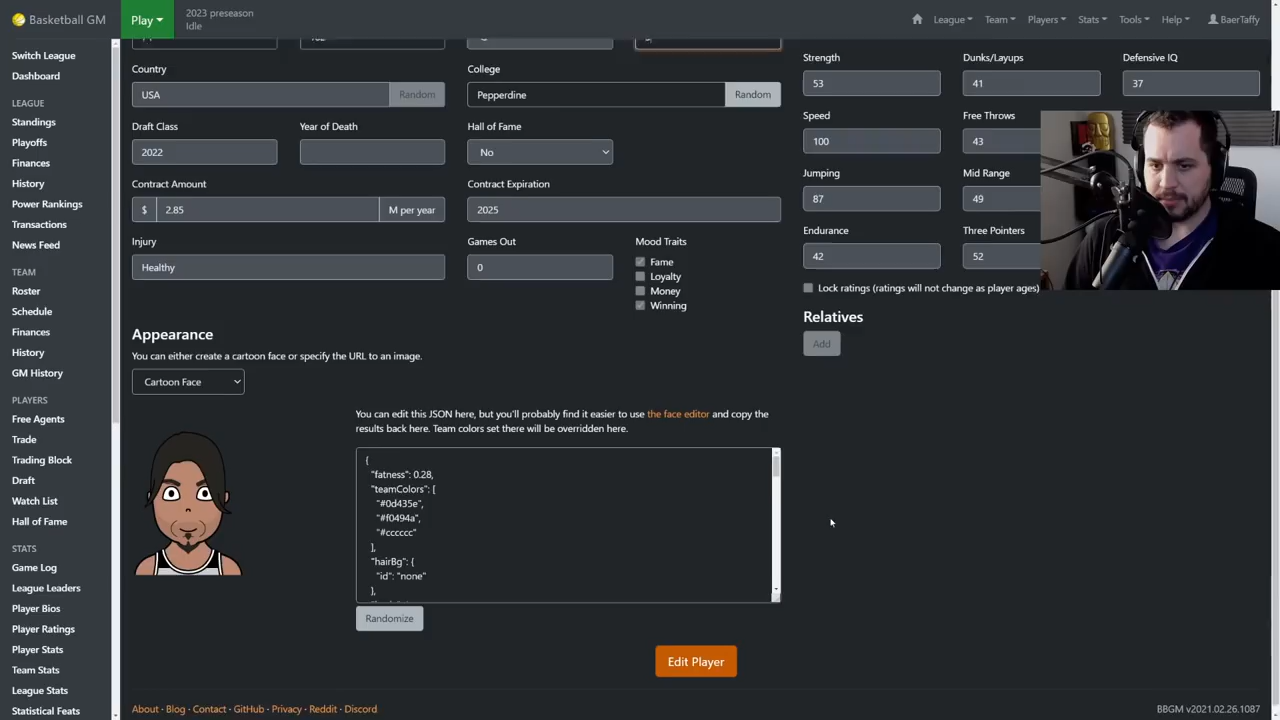 Basketball GM
Play
2023 preseason
Idle
League
Team
Players
Stats
Tools
Help
BaerTaffy
Switch League
Dashboard
LEAGUE
Standings
Playoffs
Finances
History
Power Rankings
Transactions
News Feed
TEAM
Roster
Schedule
Finances
History
GM History
PLAYERS
Free Agents
Trade
Trading Block
Draft
Watch List
Hall of Fame
STATS
Game Log
League Leaders
Player Bios
Player Ratings
Player Stats
Team Stats
League Stats
Statistical Feats
Country
College
USA
Random
Pepperdine
Random
Draft Class
Year of Death
Hall of Fame
2022
No
Contract Amount
Contract Expiration
$ 2.85 M per year
2025
Injury
Games Out
Mood Traits
Healthy
0
Fame
Loyalty
Money
Winning
Strength
Dunks/Layups
Defensive IQ
53
41
37
Speed
Free Throws
100
43
Jumping
Mid Range
87
49
Endurance
Three Pointers
42
52
Lock ratings (ratings will not change as player ages)
Relatives
Add
Appearance
You can either create a cartoon face or specify the URL to an image.
Cartoon Face
You can edit this JSON here, but you'll probably find it easier to use the face editor and copy the
results back here. Team colors set there will be overridden here.
{
"fatness": 0.28,
"teamColors": [
"#0d435e",
"#f0494a",
"#cccccc"
],
"hairBg": {
"id": "none"
},
Randomize
Edit Player
About · Blog · Contact · GitHub · Privacy · Reddit · Discord
BBGM v2021.02.26.1087